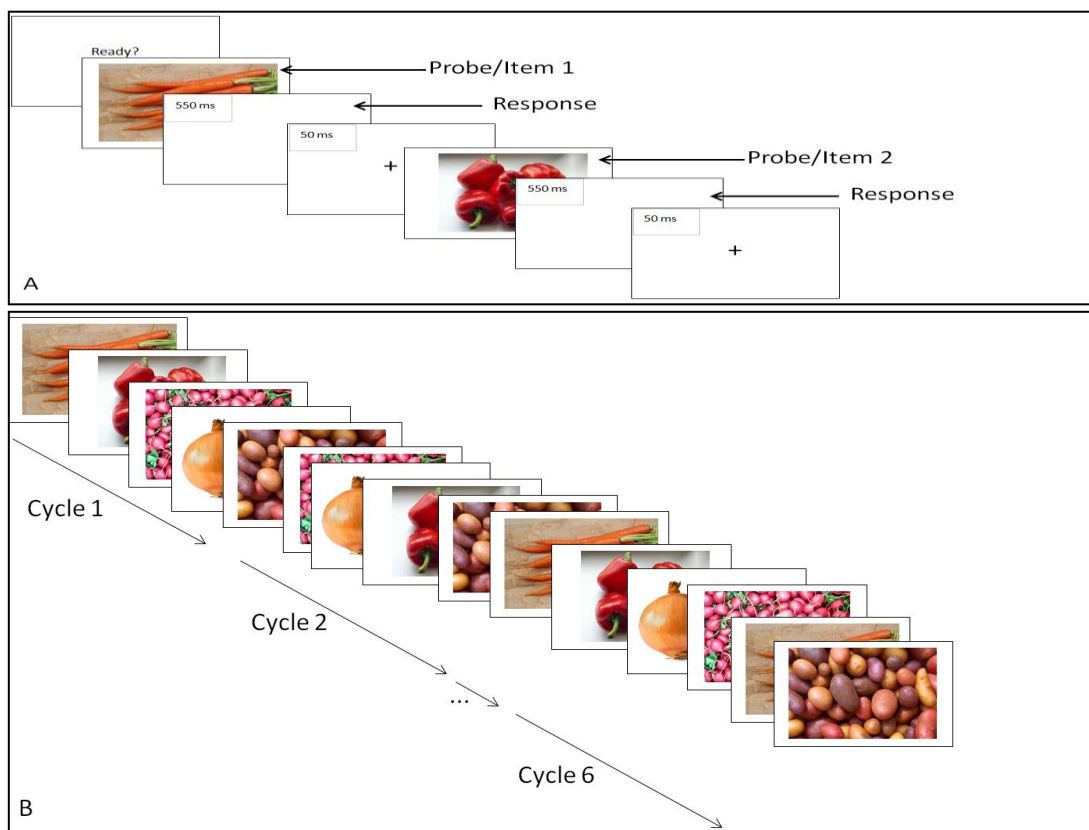 Ready?
Probe/Item 1
550 ms
Response
50 ms
+
Probe/Item 2
550 ms
Response
50 ms
+
A
Cycle 1
Cycle 2
...
Cycle 6
B